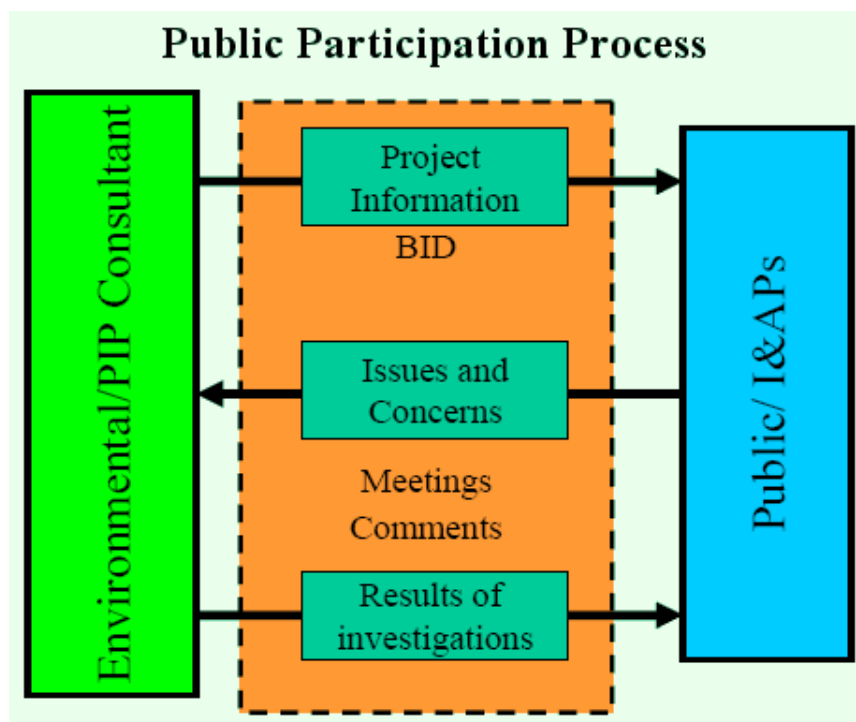 Public Participation Process
Environmental/PIP Consultant
Project
Information
BID
Issues and
Concerns
Meetings
Comments
Results of
investigations
Public/ I&APs